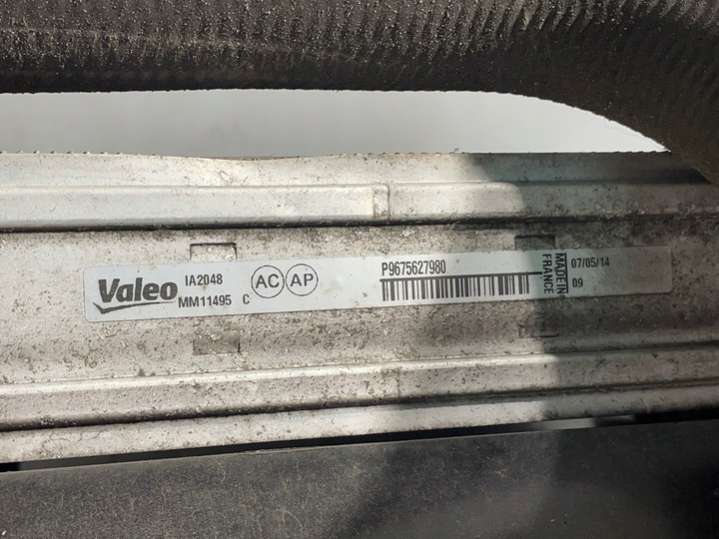 Valeo
IA2048
MM11495 C
AC AP
P9675627980
MADE IN
FRANCE
07/05/14
09